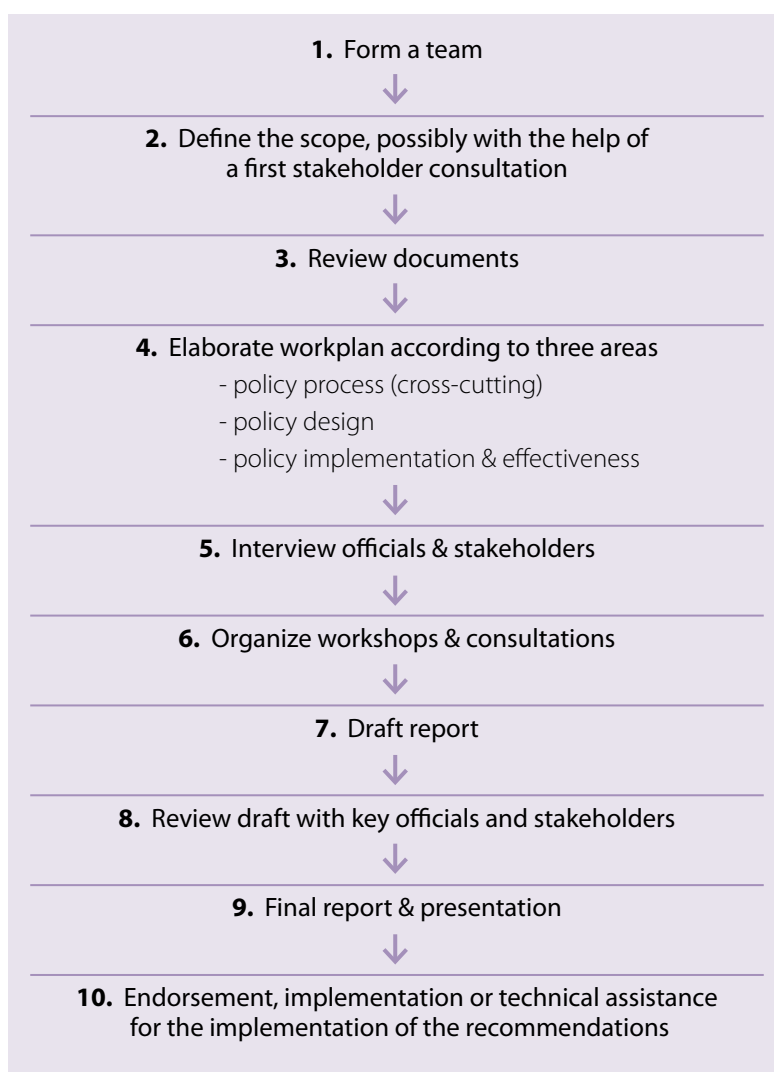 1. Form a team
2. Define the scope, possibly with the help of
a first stakeholder consultation
3. Review documents
4. Elaborate workplan according to three areas
- policy process (cross-cutting)
- policy design
- policy implementation & effectiveness
5. Interview officials & stakeholders
6. Organize workshops & consultations
7. Draft report
8. Review draft with key officials and stakeholders
9. Final report & presentation
10. Endorsement, implementation or technical assistance
for the implementation of the recommendations